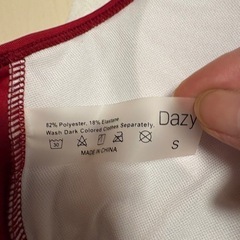 Dazy
82% Polyester, 18% Elastane
Wash Dark Colored Clothes Separately,
30
S
MADE IN CHINA